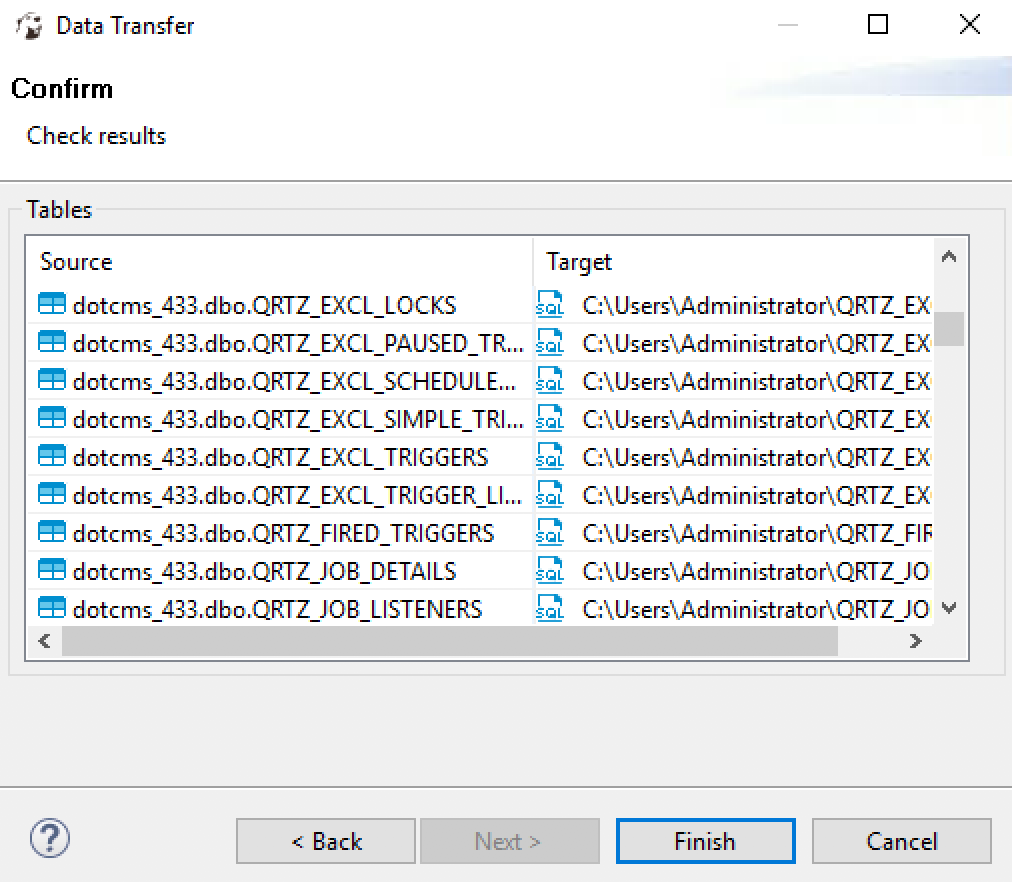 Data Transfer
Confirm
Check results
Tables
Source Target
dotcms_433.dbo.QRTZ_EXCL_LOCKS SQL C:\Users\Administrator\QRTZ_EX
dotcms_433.dbo.QRTZ_EXCL_PAUSED_TR... SQL C:\Users\Administrator\QRTZ_EX
dotcms_433.dbo.QRTZ_EXCL_SCHEDULE... SQL C:\Users\Administrator\QRTZ_EX
dotcms_433.dbo.QRTZ_EXCL_SIMPLE_TRI... SQL C:\Users\Administrator\QRTZ_EX
dotcms_433.dbo.QRTZ_EXCL_TRIGGERS SQL C:\Users\Administrator\QRTZ_EX
dotcms_433.dbo.QRTZ_EXCL_TRIGGER_LI... SQL C:\Users\Administrator\QRTZ_EX
dotcms_433.dbo.QRTZ_FIRED_TRIGGERS SQL C:\Users\Administrator\QRTZ_FIR
dotcms_433.dbo.QRTZ_JOB_DETAILS SQL C:\Users\Administrator\QRTZ_JO
dotcms_433.dbo.QRTZ_JOB_LISTENERS SQL C:\Users\Administrator\QRTZ_JO
? < Back Next > Finish Cancel